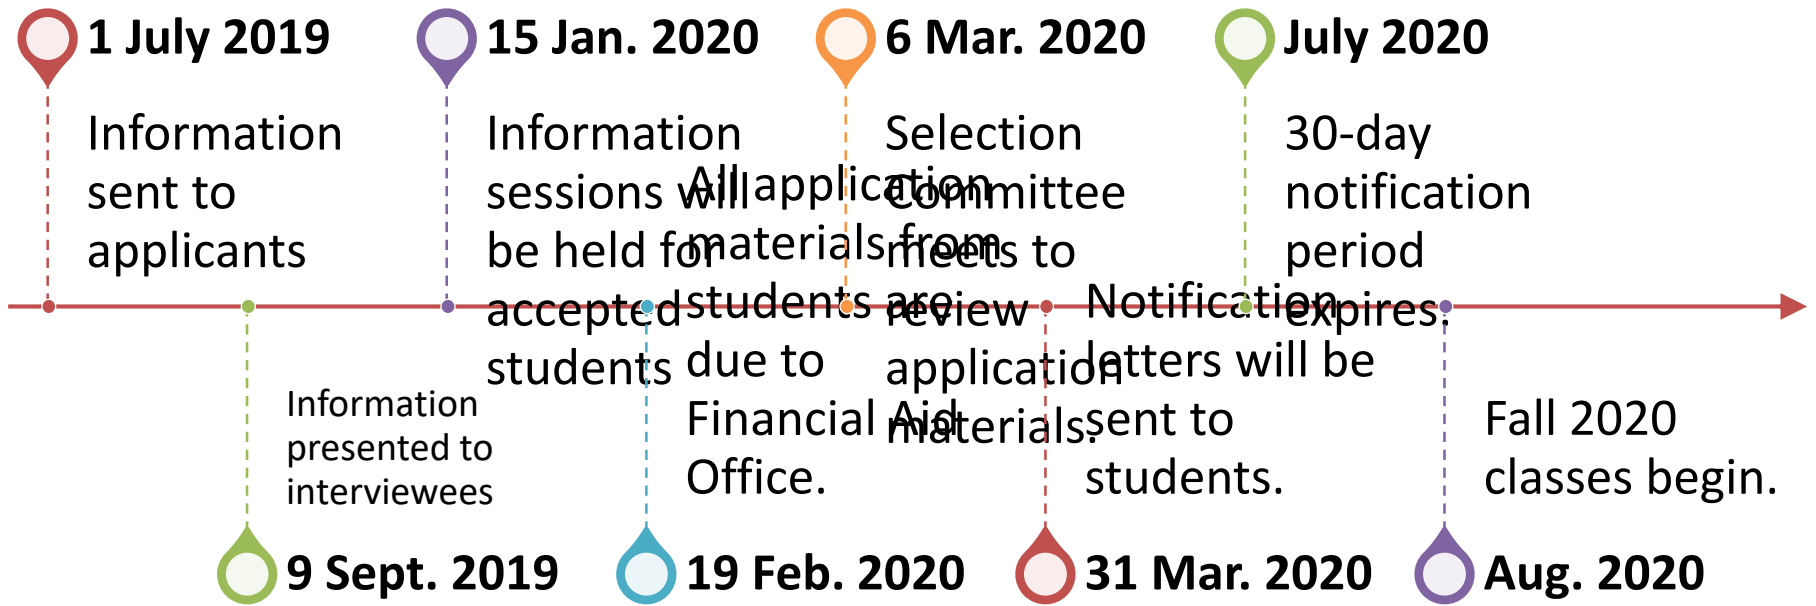 1 July 2019
Information
sent to
applicants
9 Sept. 2019
Information
presented to
interviewees
15 Jan. 2020
Information
sessions will
be held for
accepted
students
19 Feb. 2020
All application
materials from
students are
due to
Financial Aid
Office.
6 Mar. 2020
Selection
Committee
meets to
review
application
materials.
31 Mar. 2020
Notification
letters will be
sent to
students.
July 2020
30-day
notification
period
expires.
Aug. 2020
Fall 2020
classes begin.